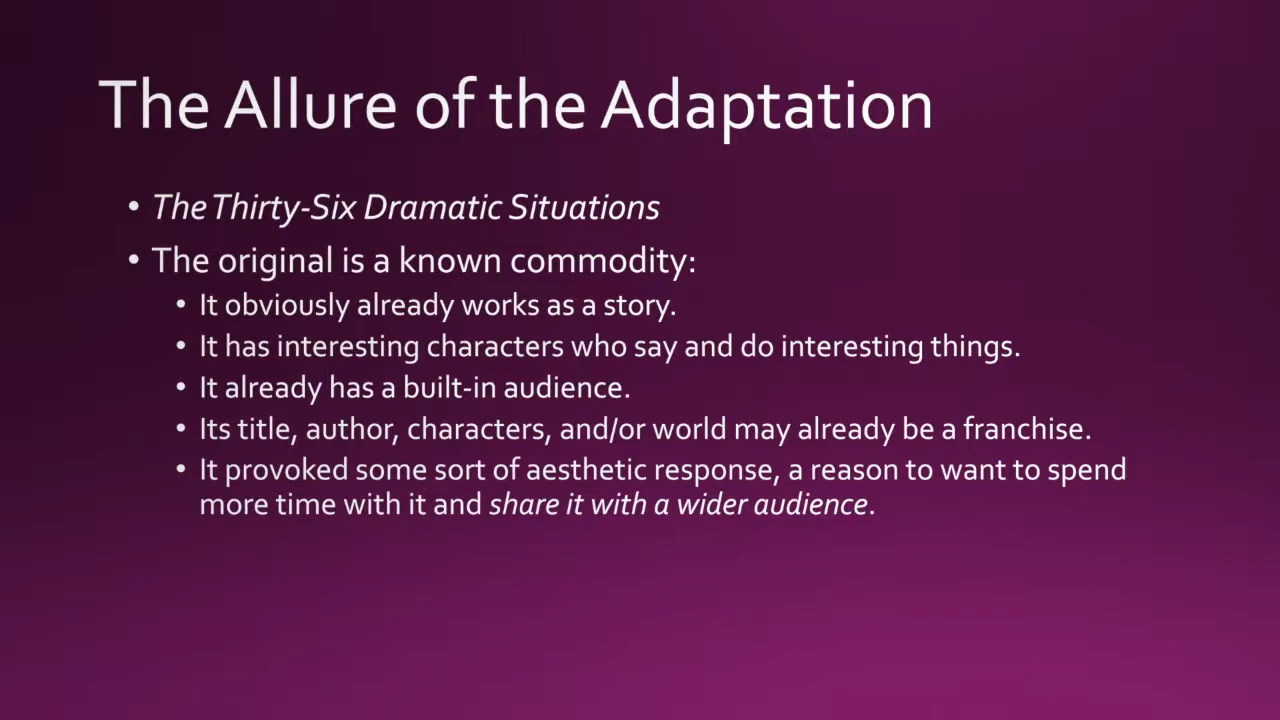 The Allure of the Adaptation
• The Thirty-Six Dramatic Situations
• The original is a known commodity:
• It obviously already works as a story.
• It has interesting characters who say and do interesting things.
• It already has a built-in audience.
• Its title, author, characters, and/or world may already be a franchise.
• It provoked some sort of aesthetic response, a reason to want to spend
more time with it and share it with a wider audience.